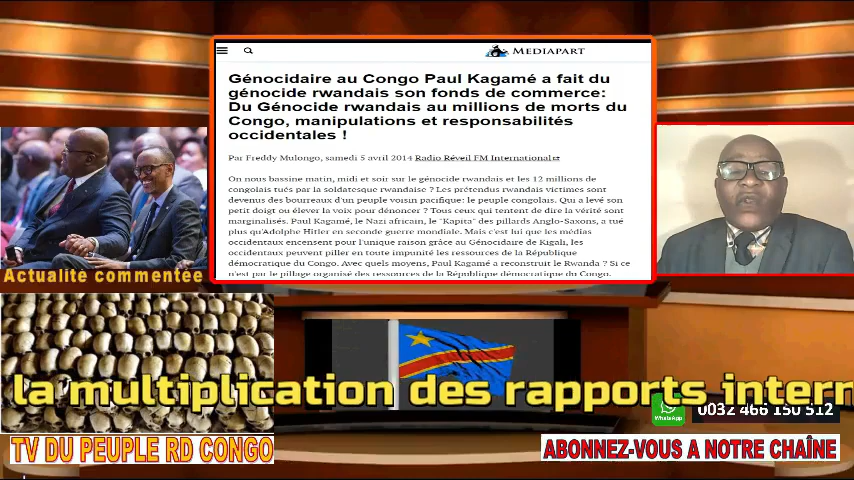 MEDIAPART
Génocidaire au Congo Paul Kagamé a fait du
génocide rwandais son fonds de commerce:
Du Génocide rwandais au millions de morts du
Congo, manipulations et responsabilités
occidentales !
Par Freddy Mulongo, samedi 5 avril 2014 Radio Réveil FM International
On nous bassine matin, midi et soir sur le génocide rwandais et les 12 millions de
congolais tués par la soldatesque rwandaise ? Les prétendus rwandais victimes sont
devenus des bourreaux d'un peuple voisin pacifique: le peuple congolais. Qui a levé son
petit doigt ou élever la voix pour dénoncer ? Tous ceux qui tentent de dire la vérité sont
marginalisés. Paul Kagamé, le Nazi africain, le "Kapita" des pillards Anglo-Saxons, a tué
plus qu'Adolphe Hitler en seconde guerre mondiale. Mais c'est lui que les médias
occidentaux encensent pour l'unique raison grâce au Génocidaire de Kigali, les
occidentaux peuvent piller en toute impunité les ressources de la République
démocratique du Congo. Avec quels moyens, Paul Kagamé a reconstruit le Rwanda ? Si ce
n'est par le pillage organisé des ressources de la République démocratique du Congo.
Actualité commentée
la multiplication des rapports intern
WhatsApp
0032 466 150 512
TV DU PEUPLE RD CONGO
ABONNEZ-VOUS A NOTRE CHAÎNE